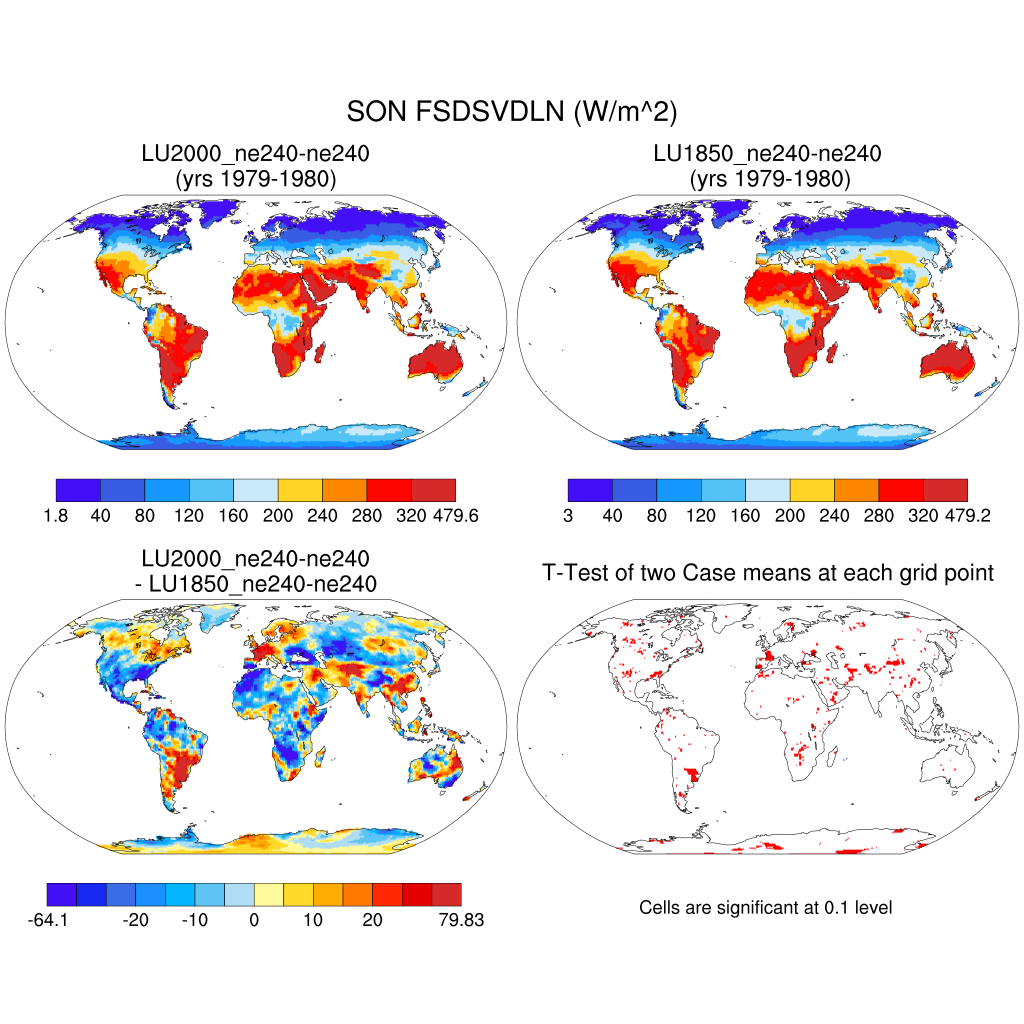 SON FSDSVDLN (W/m^2)
LU2000_ne240-ne240
(yrs 1979-1980)
LU1850_ne240-ne240
(yrs 1979-1980)
1.8 40 80 120 160 200 240 280 320 479.6
3 40 80 120 160 200 240 280 320 479.2
LU2000_ne240-ne240
- LU1850_ne240-ne240
T-Test of two Case means at each grid point
-64.1 -20 -10 0 10 20 79.83
Cells are significant at 0.1 level